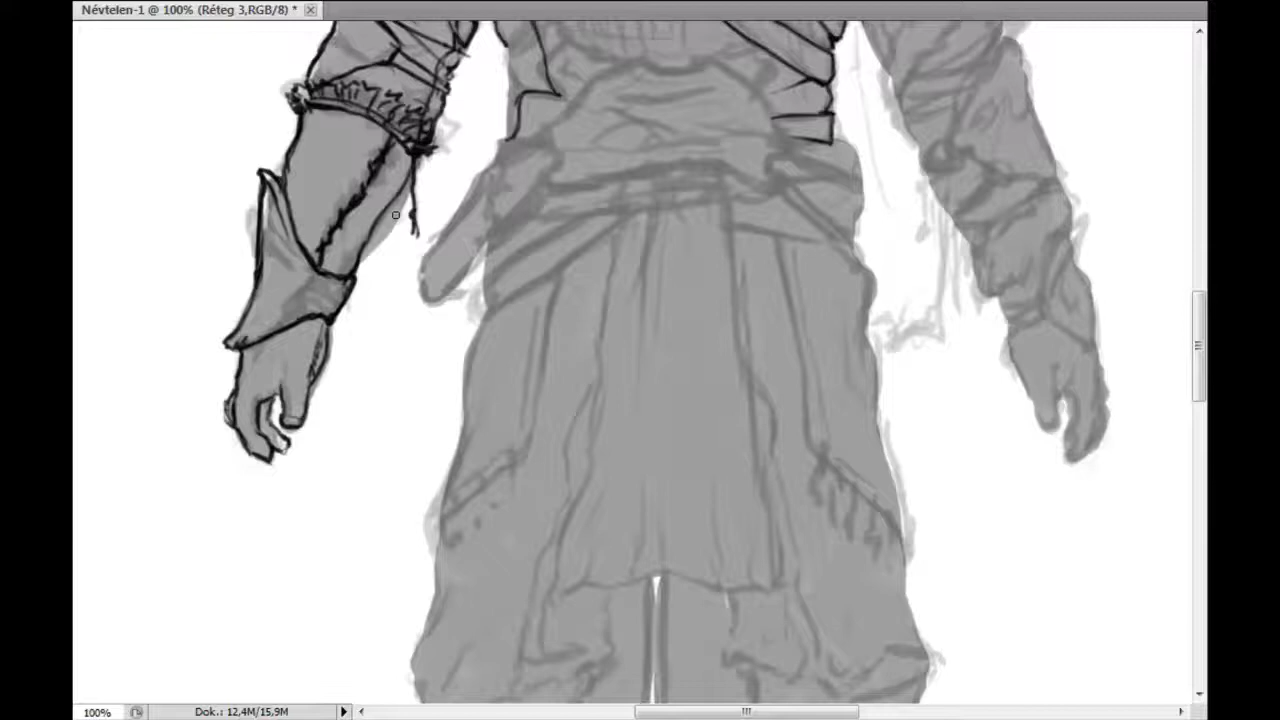 Névtelen-1 @ 100% (Réteg 3,RGB/8) *
100%
Dok.: 12,4M/15,9M